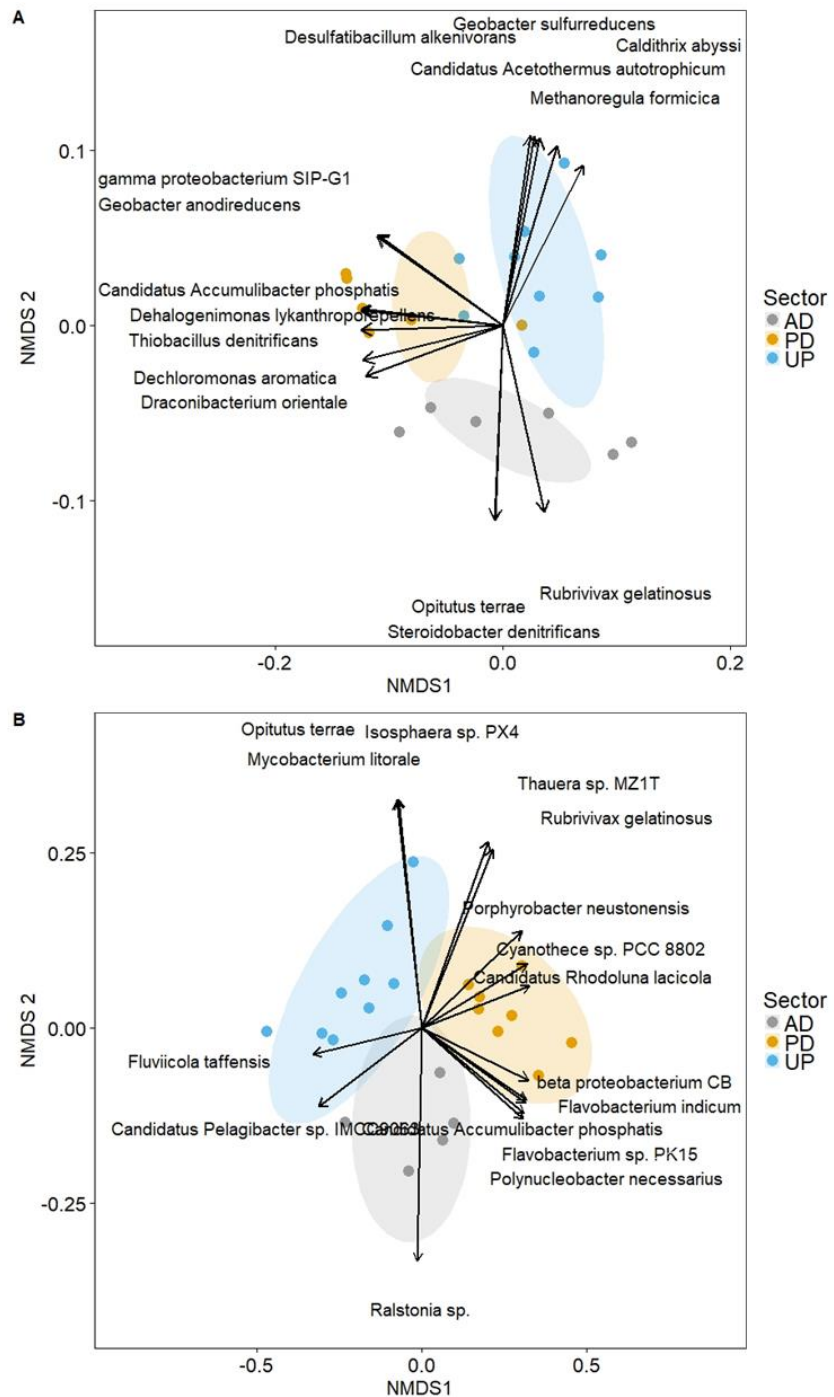 A
Geobacter sulfurreducens
Desulfatibacillum alkenivorans
Caldithrix abyssi
Candidatus Acetothermus autotrophicum
Methanoregula formicica
0.1
gamma proteobacterium SIP-G1
Geobacter anodireducens
Candidatus Accumulibacter phosphatis
Dehalogenimonas lykanthroporepellens
Thiobacillus denitrificans
Dechloromonas aromatica
Draconibacterium orientale
NMDS 2
0.0
-0.1
Sector
AD
PD
UP
Rubrivivax gelatinosus
Opitutus terrae
Steroidobacter denitrificans
-0.2
0.0
0.2
NMDS1
B
Opitutus terrae
Isosphaera sp. PX4
Mycobacterium litorale
Thauera sp. MZ1T
Rubrivivax gelatinosus
0.25
Porphyrobacter neustonensis
Cyanothece sp. PCC 8802
Candidatus Rhodoluna lacicola
NMDS 2
0.00
Sector
AD
PD
UP
Fluviicola taffensis
beta proteobacterium CB
Flavobacterium indicum
Candidatus Pelagibacter sp. IMCC9063
Candidatus Accumulibacter phosphatis
Flavobacterium sp. PK15
Polynucleobacter necessarius
-0.25
Ralstonia sp.
-0.5
0.0
0.5
NMDS1